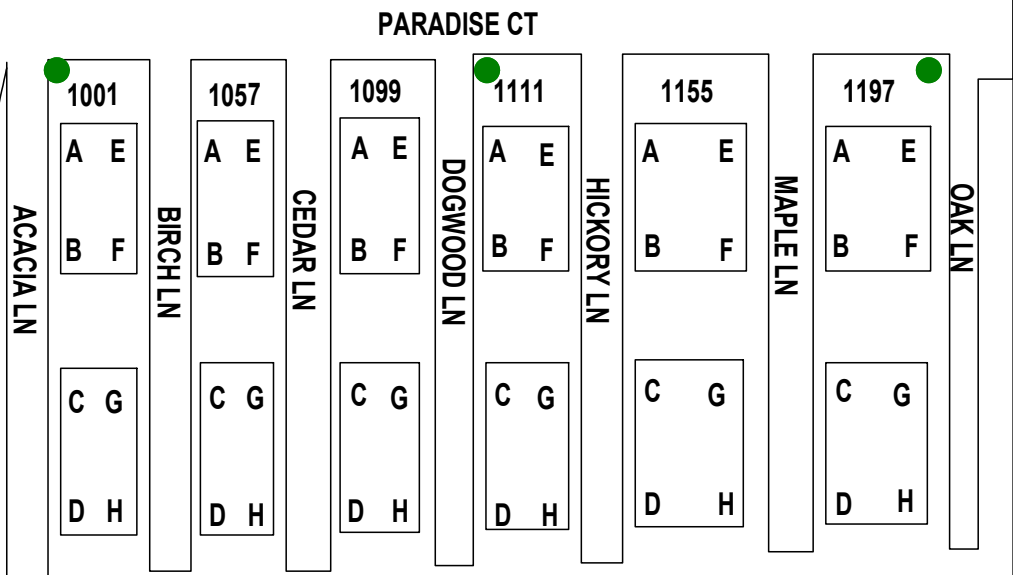 PARADISE CT
1001 1057 1099 1111 1155 1197
A E A E A E A E A E A E
B F B F B F B F B F B F
ACACIA LN
BIRCH LN
CEDAR LN
DOGWOOD LN
HICKORY LN
MAPLE LN
OAK LN
C G C G C G C G C G C G
D H D H D H D H D H D H